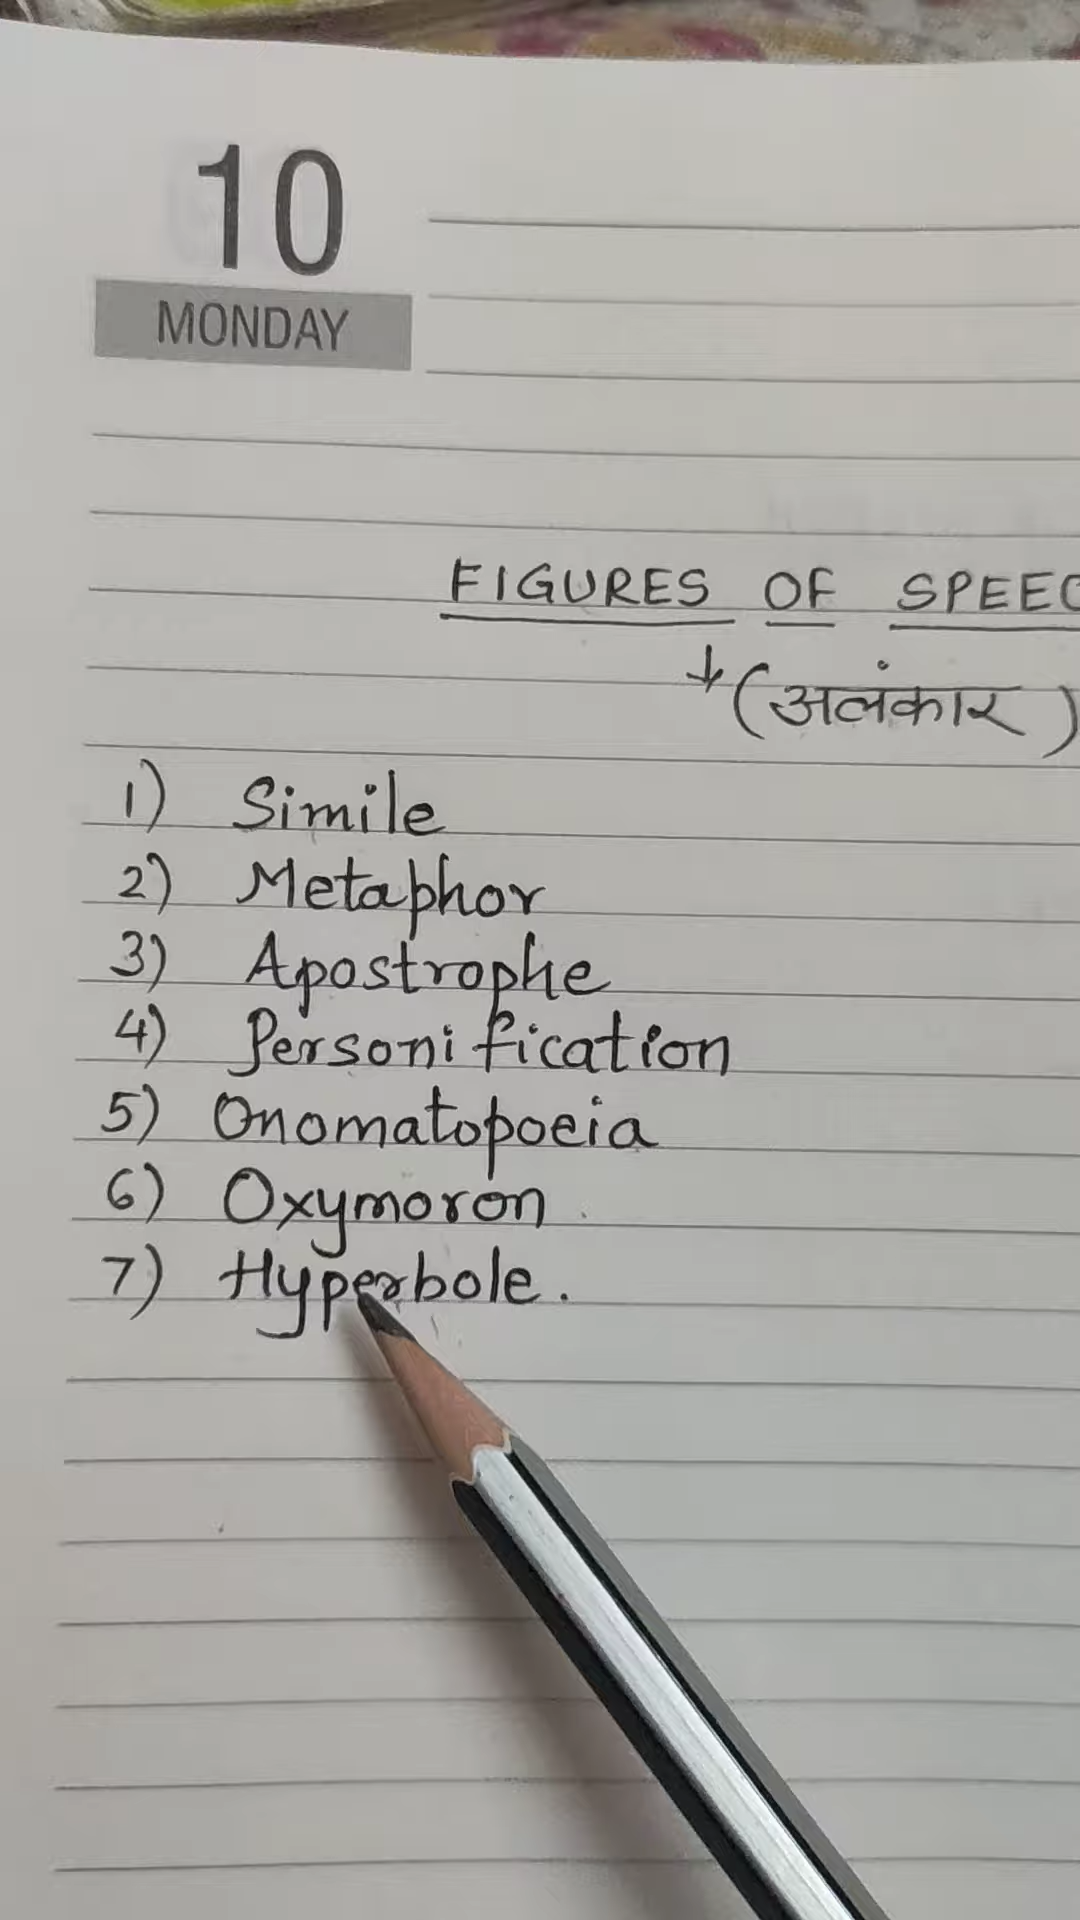 10
MONDAY
FIGURES OF SPEEC
↓ (अलंकार)
1) Simile
2) Metaphor
3) Apostrophe
4) Personification
5) Onomatopoeia
6) Oxymoron
7) Hyperbole.